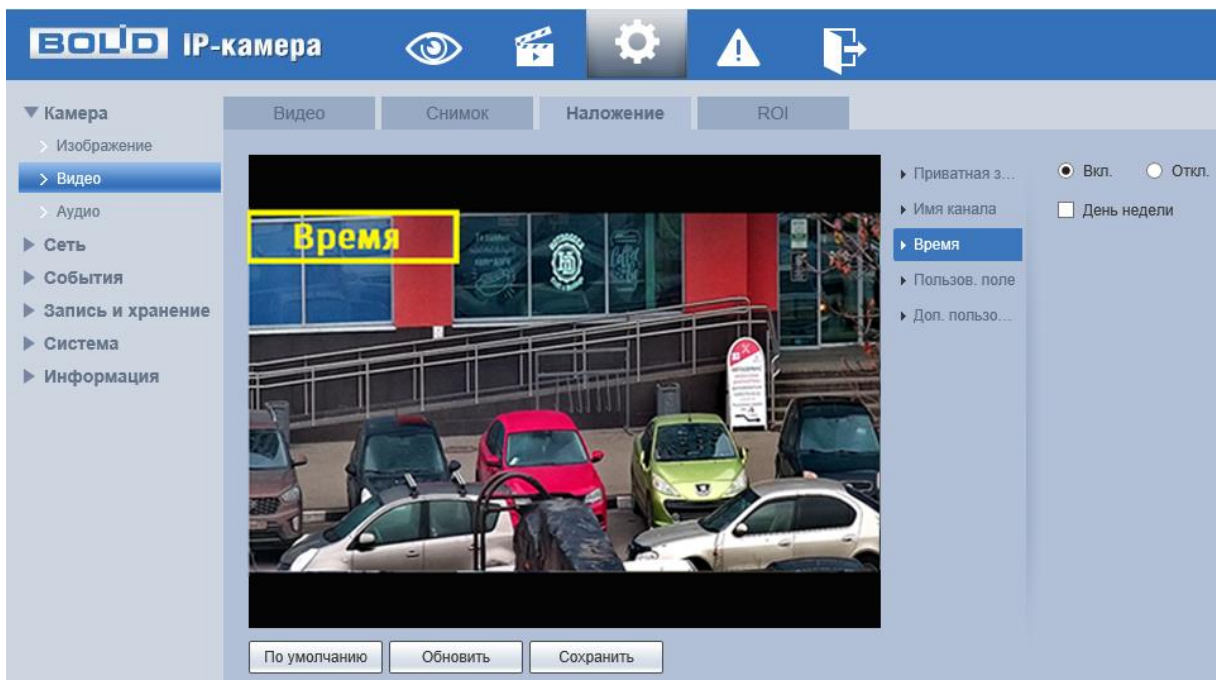 BOLID IP-камера
Камера
Изображение
Видео
Аудио
Сеть
События
Запись и хранение
Система
Информация
Видео Снимок Наложение ROI
Время
Приватная з...
Имя канала
Время
Пользов. поле
Доп. пользо...
Вкл. Откл.
День недели
По умолчанию Обновить Сохранить